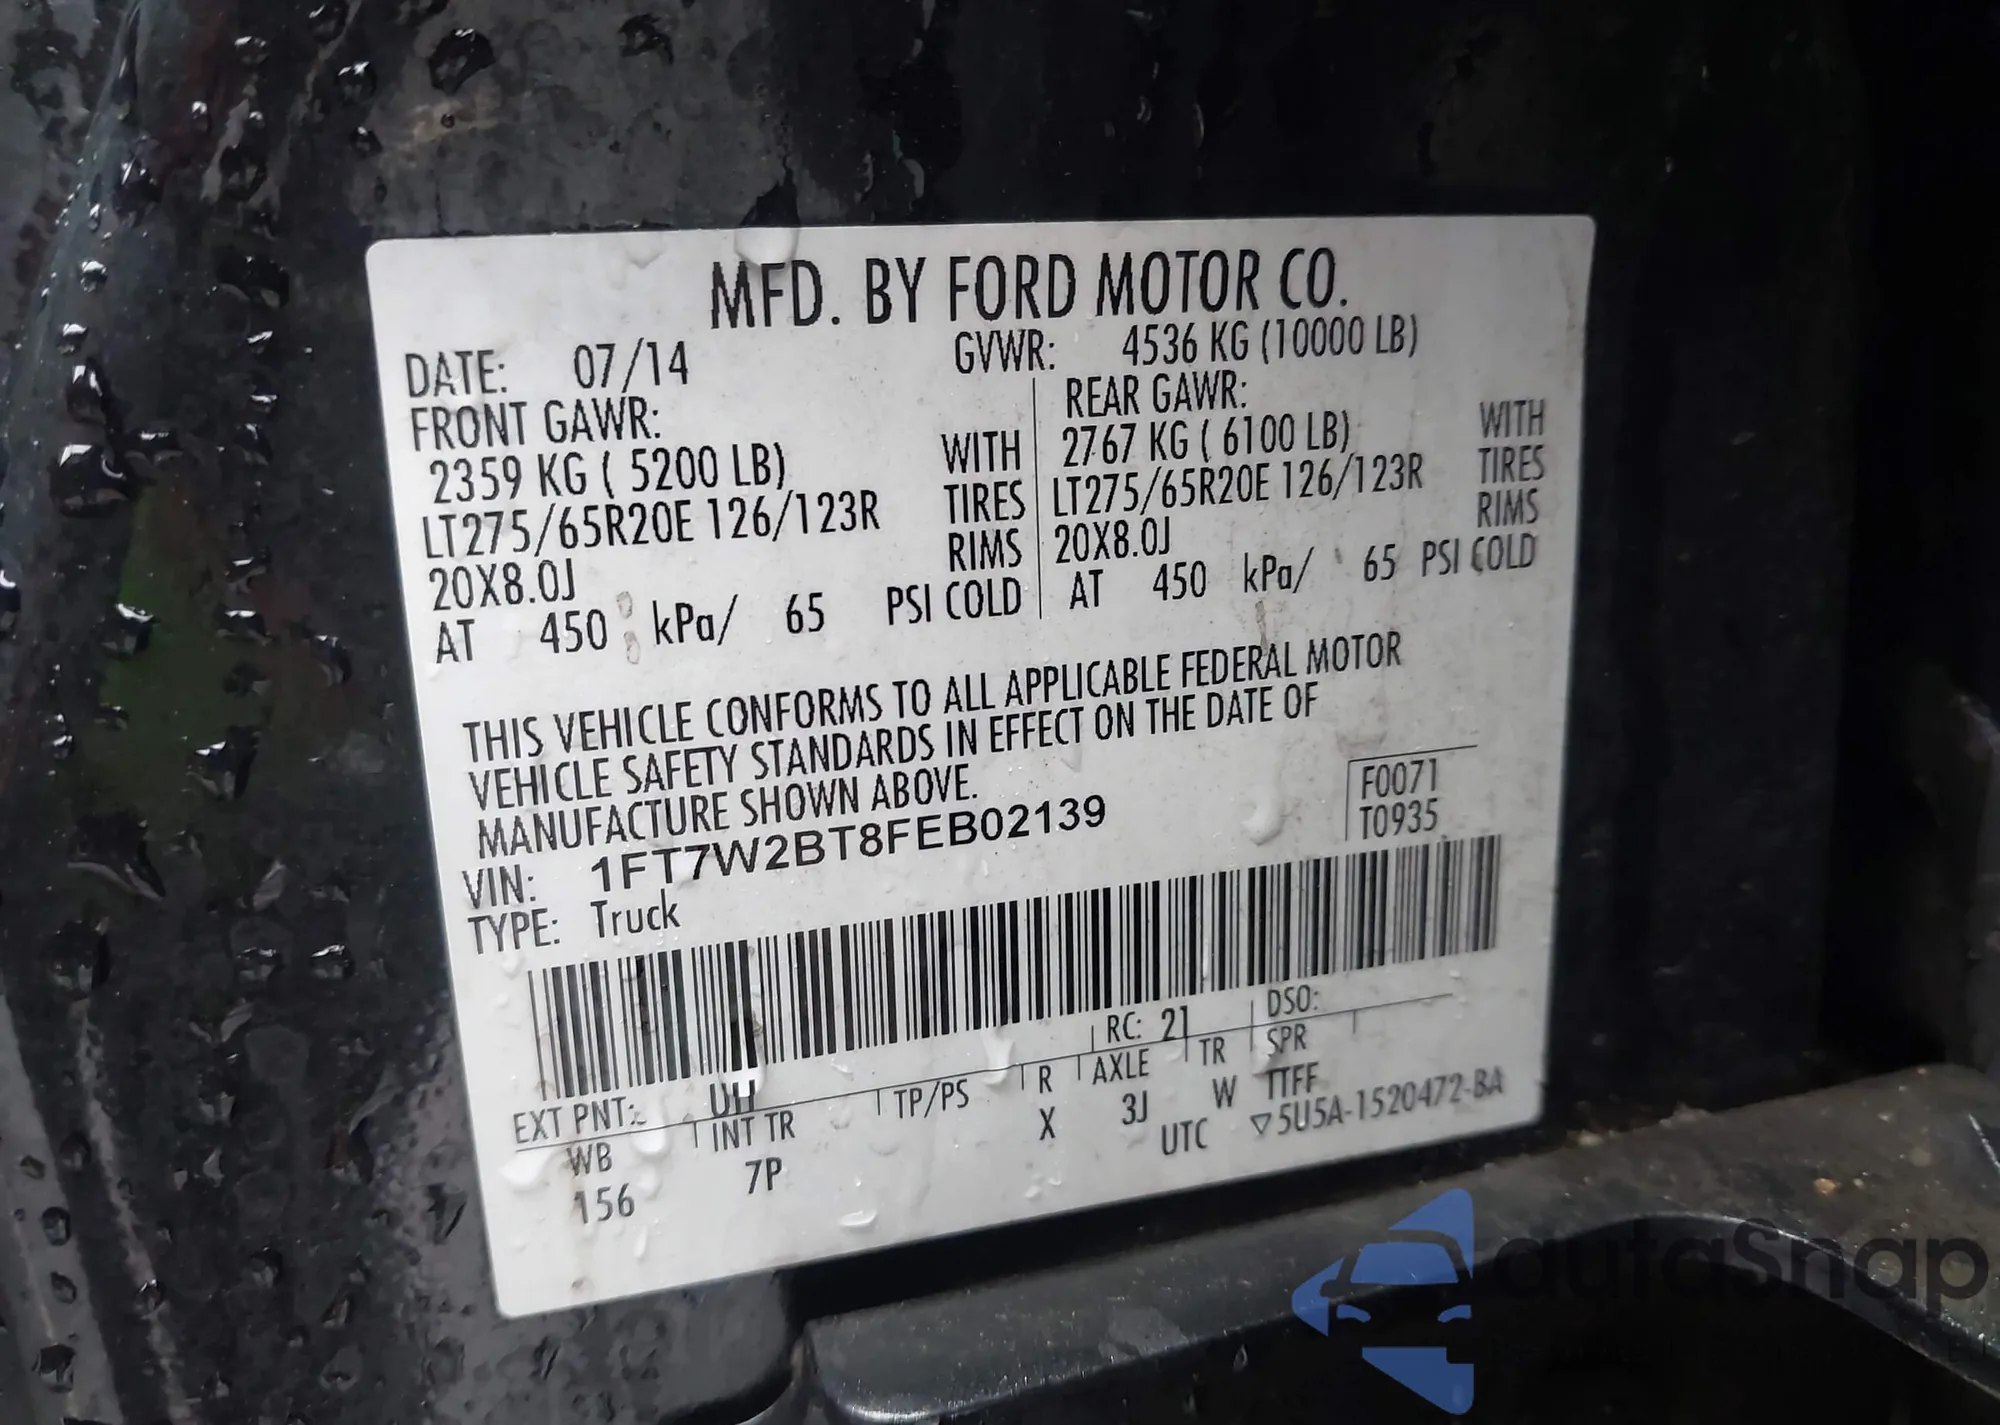 MFD. BY FORD MOTOR CO.
DATE: 07/14 GVWR: 4536 KG (10000 LB)
FRONT GAWR: REAR GAWR:
2359 KG ( 5200 LB) WITH 2767 KG ( 6100 LB) WITH
LT275/65R20E 126/123R TIRES LT275/65R20E 126/123R TIRES
20X8.0J RIMS 20X8.0J RIMS
AT 450 kPa/ 65 PSI COLD AT 450 kPa/ 65 PSI COLD
THIS VEHICLE CONFORMS TO ALL APPLICABLE FEDERAL MOTOR
VEHICLE SAFETY STANDARDS IN EFFECT ON THE DATE OF
MANUFACTURE SHOWN ABOVE.
F0071
T0935
VIN: 1FT7W2BT8FEB02139
TYPE: Truck
EXT PNT: UH RC: 21 DSO:
WB INT TR TP/PS R AXLE TR SPR
156 7P X 3J W TTFF
UTC ▽5U5A-1520472-BA
autaSnap